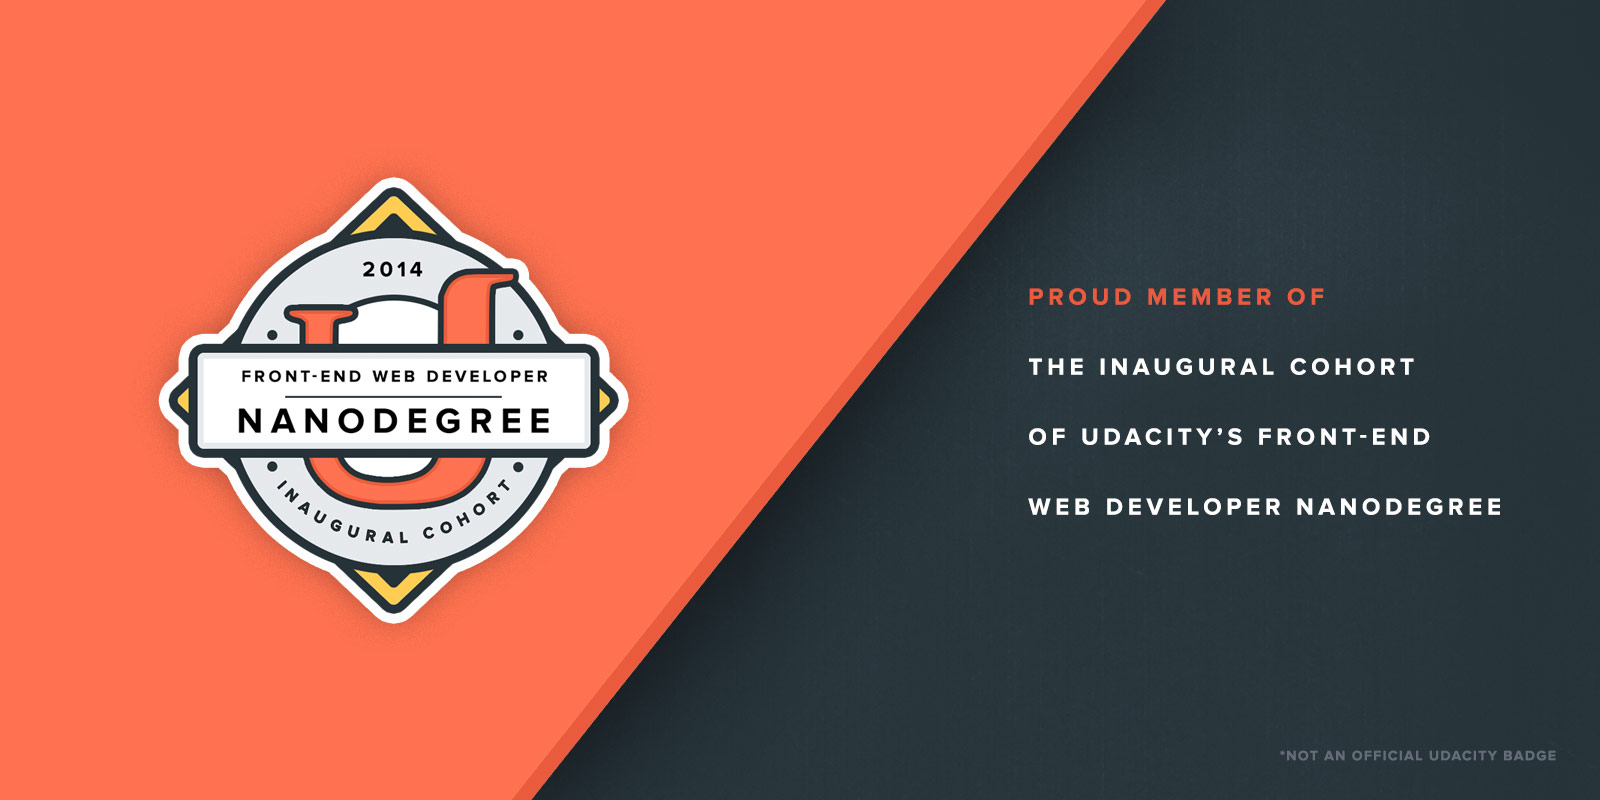 2014
FRONT-END WEB DEVELOPER
NANODEGREE
INAUGURAL COHORT
PROUD MEMBER OF
THE INAUGURAL COHORT
OF UDACITY’S FRONT-END
WEB DEVELOPER NANODEGREE
*NOT AN OFFICIAL UDACITY BADGE